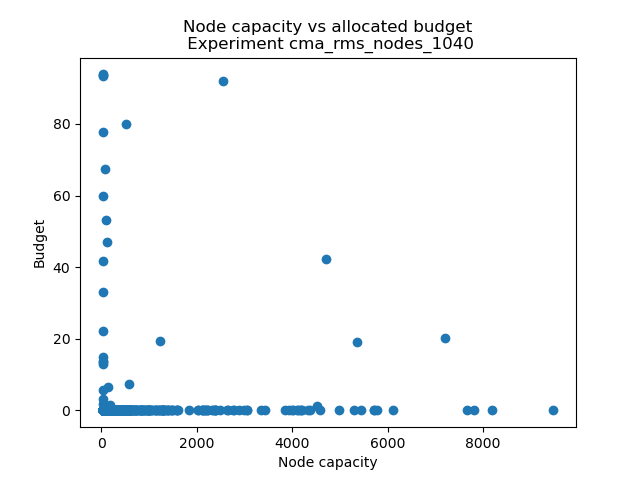 Node capacity vs allocated budget
Experiment cma_rms_nodes_1040
Budget
80
60
40
20
0
0 2000 4000 6000 8000
Node capacity